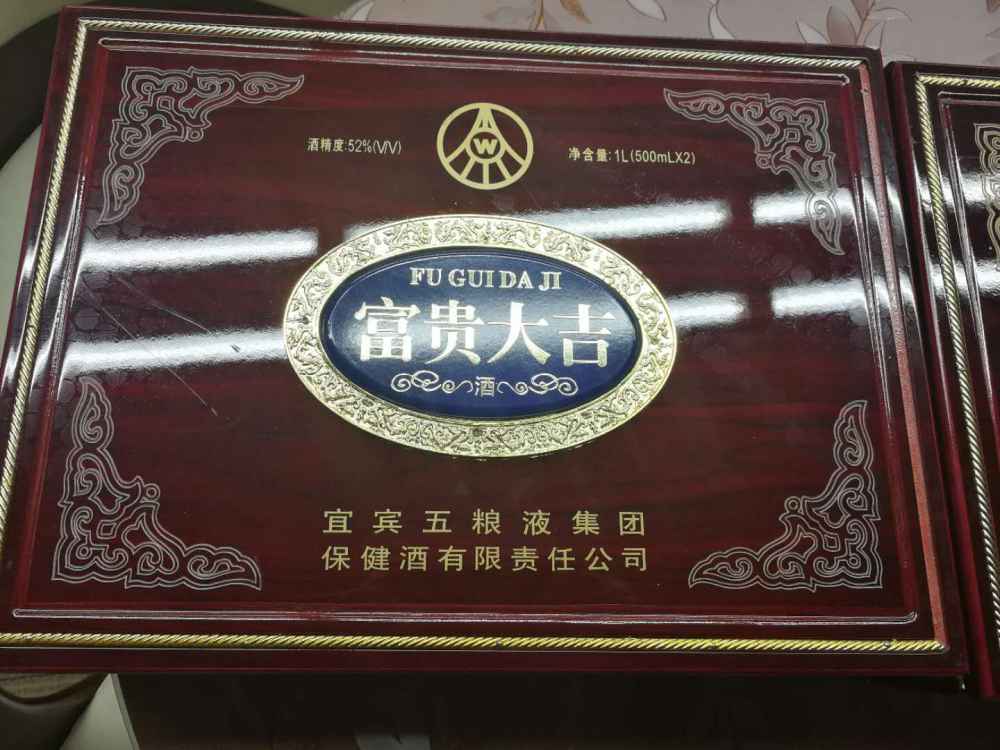 酒精度:52%(V/V)
W
净含量:1L(500mLX2)
FU GUI DA JI
富贵大吉
酒
宜宾五粮液集团
保健酒有限责任公司